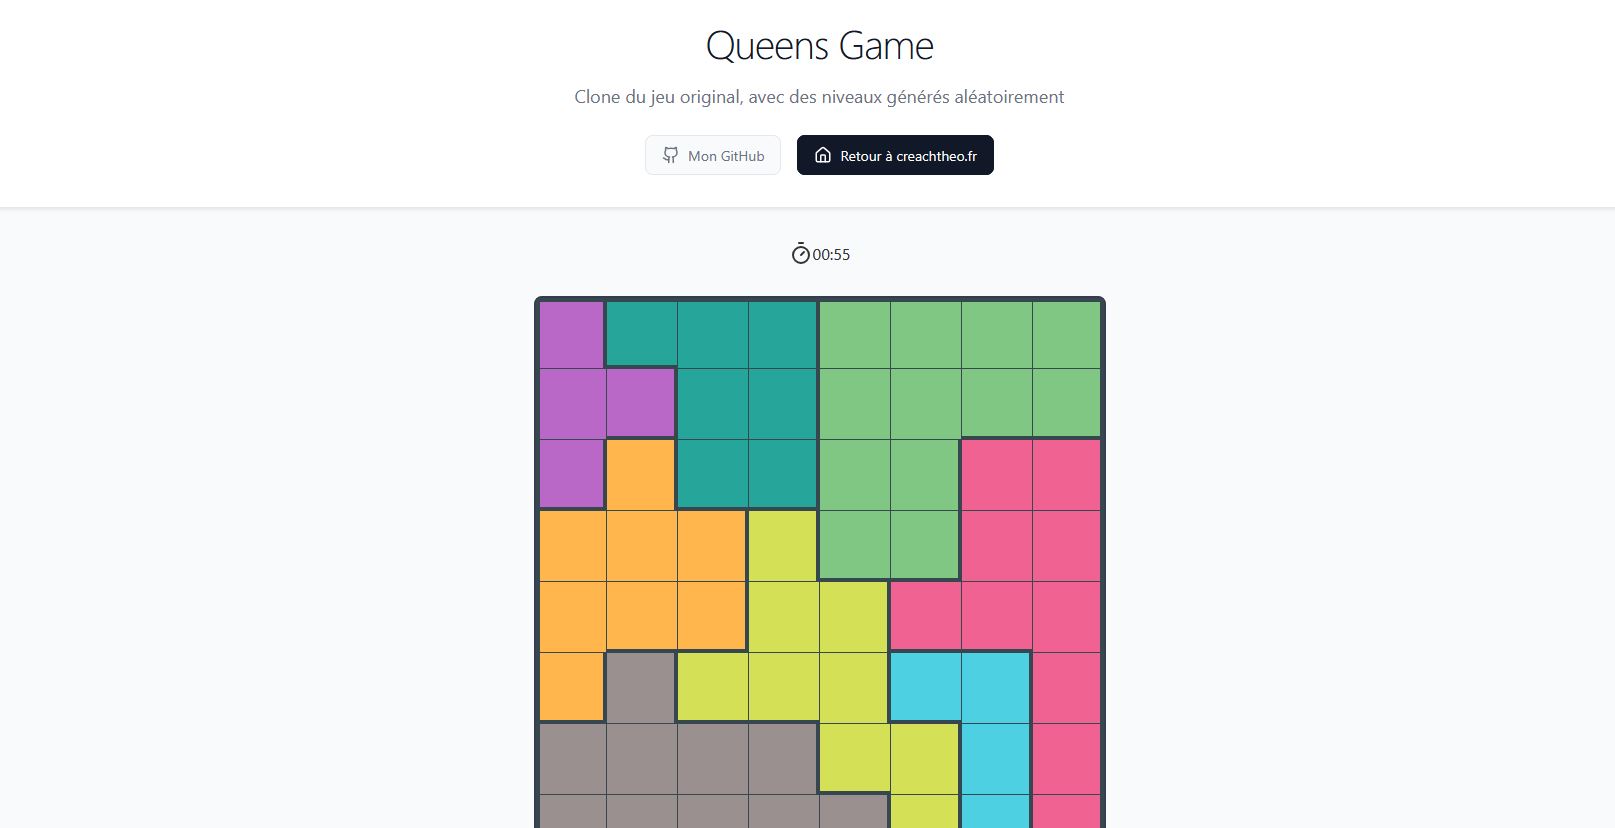 Queens Game
Clone du jeu original, avec des niveaux générés aléatoirement
Mon GitHub
Retour à creachtheo.fr
00:55